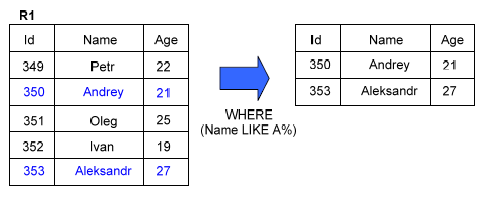 R1
Id Name Age
349 Petr 22
350 Andrey 21
351 Oleg 25
352 Ivan 19
353 Aleksandr 27
WHERE
(Name LIKE A%)
Id Name Age
350 Andrey 21
353 Aleksandr 27